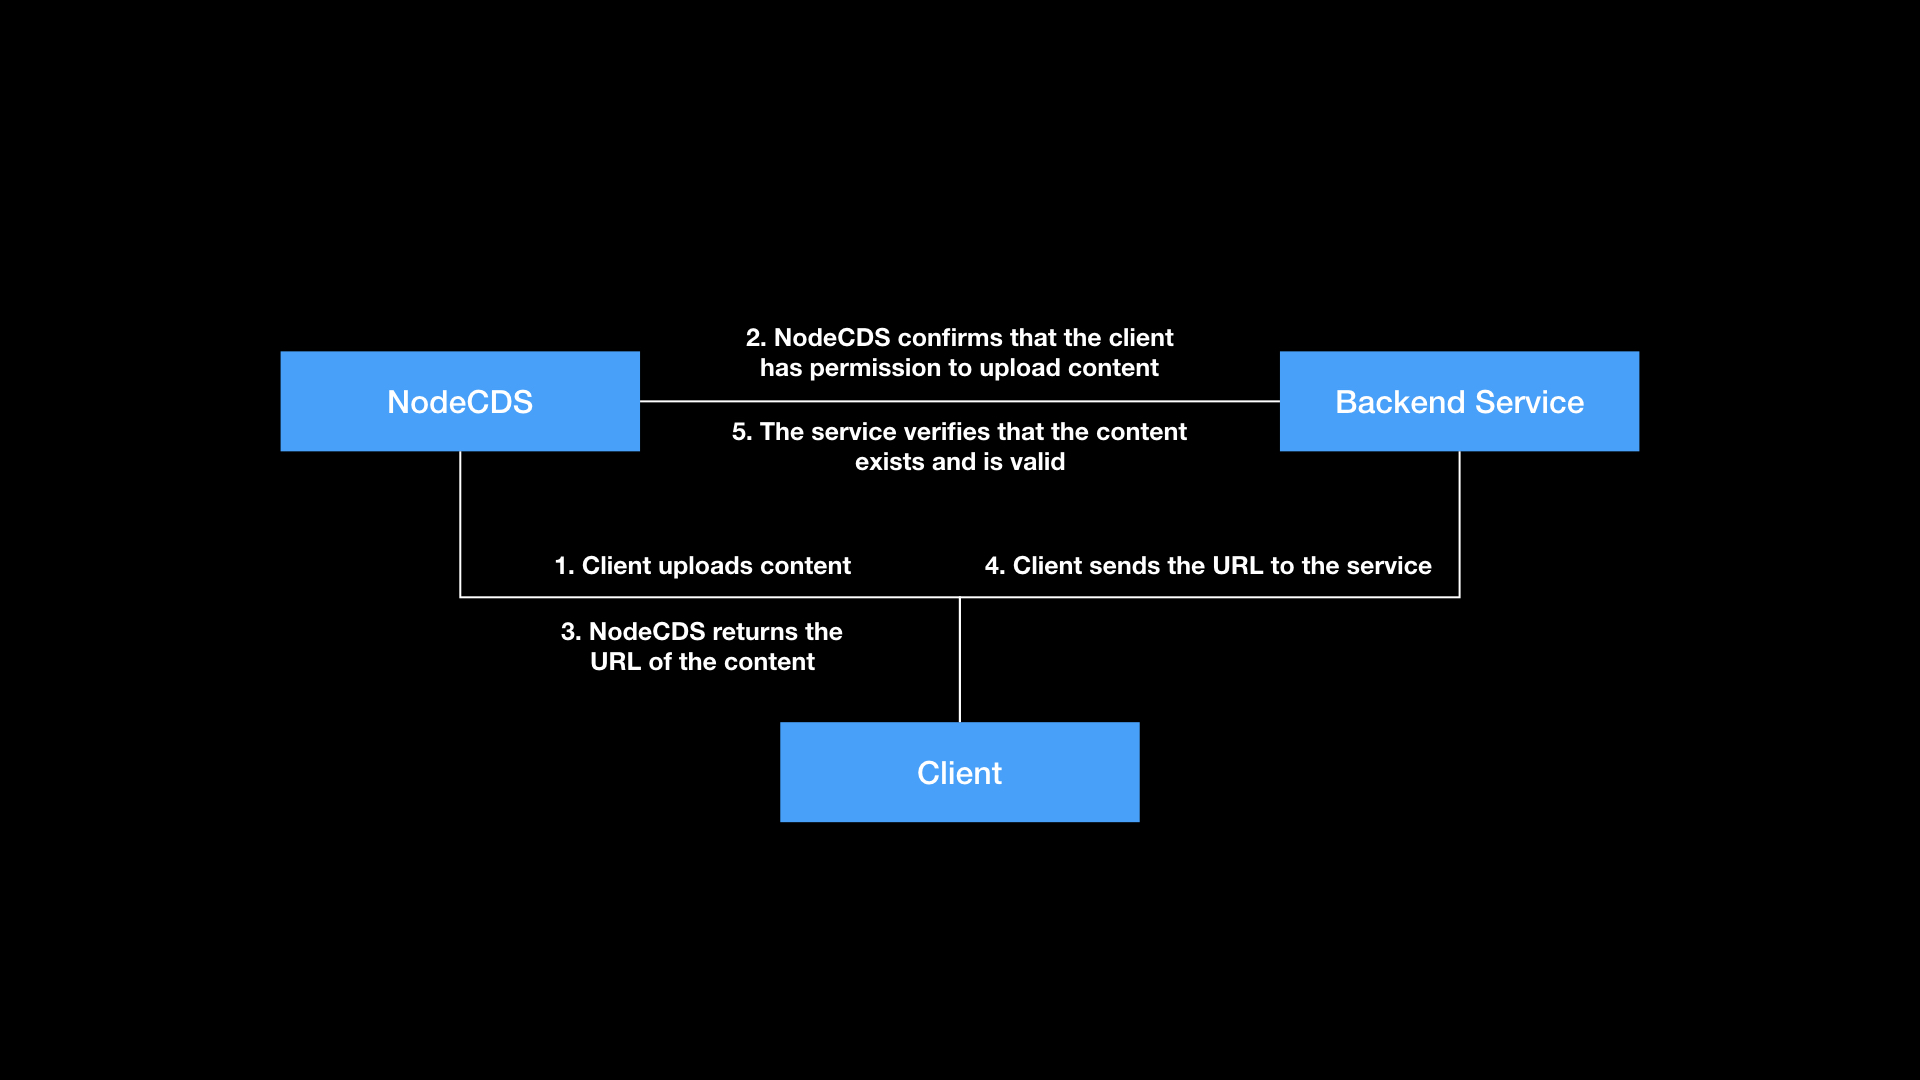 2. NodeCDS confirms that the client
has permission to upload content
NodeCDS
Backend Service
5. The service verifies that the content
exists and is valid
1. Client uploads content
4. Client sends the URL to the service
3. NodeCDS returns the
URL of the content
Client